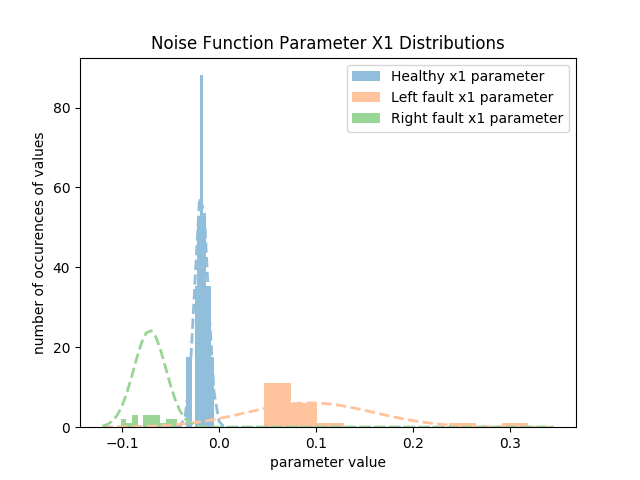 Noise Function Parameter X1 Distributions
Healthy x1 parameter
Left fault x1 parameter
Right fault x1 parameter
number of occurences of values
80
60
40
20
0
−0.1 0.0 0.1 0.2 0.3
parameter value